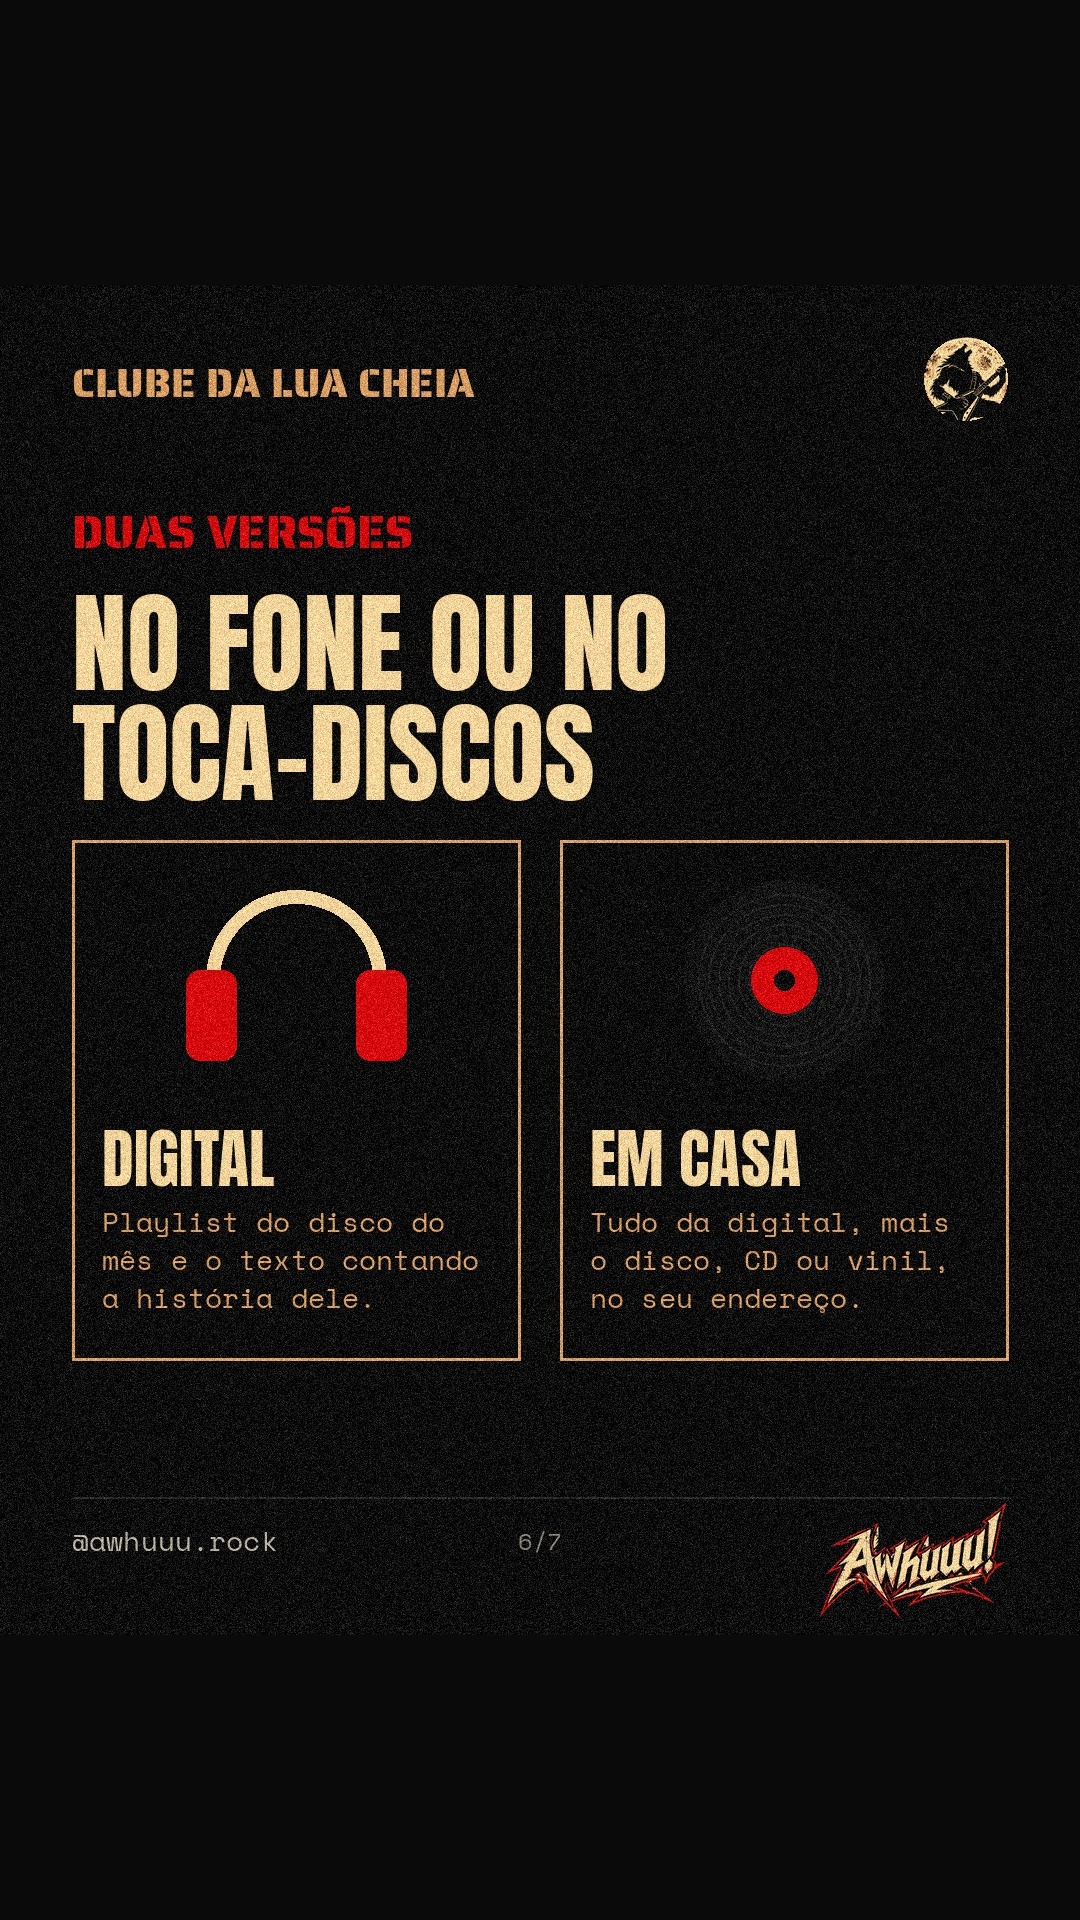 CLUBE DA LUA CHEIA
DUAS VERSÕES
NO FONE OU NO
TOCA-DISCOS
DIGITAL
Playlist do disco do
mês e o texto contando
a história dele.
EM CASA
Tudo da digital, mais
o disco, CD ou vinil,
no seu endereço.
@awhuuu.rock
6/7
Awhuuu!